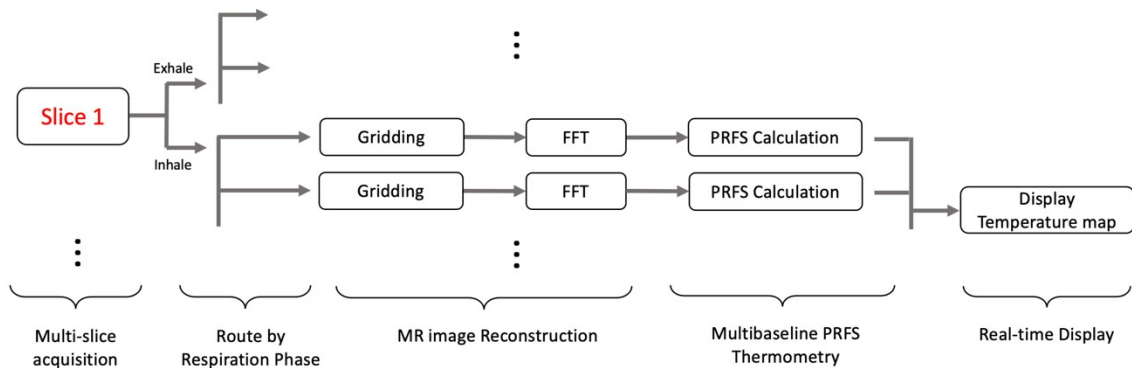 Exhale
Slice 1
Inhale
Gridding
FFT
PRFS Calculation
Gridding
FFT
PRFS Calculation
Display
Temperature map
Multi-slice
acquisition
Route by
Respiration Phase
MR image Reconstruction
Multibaseline PRFS
Thermometry
Real-time Display